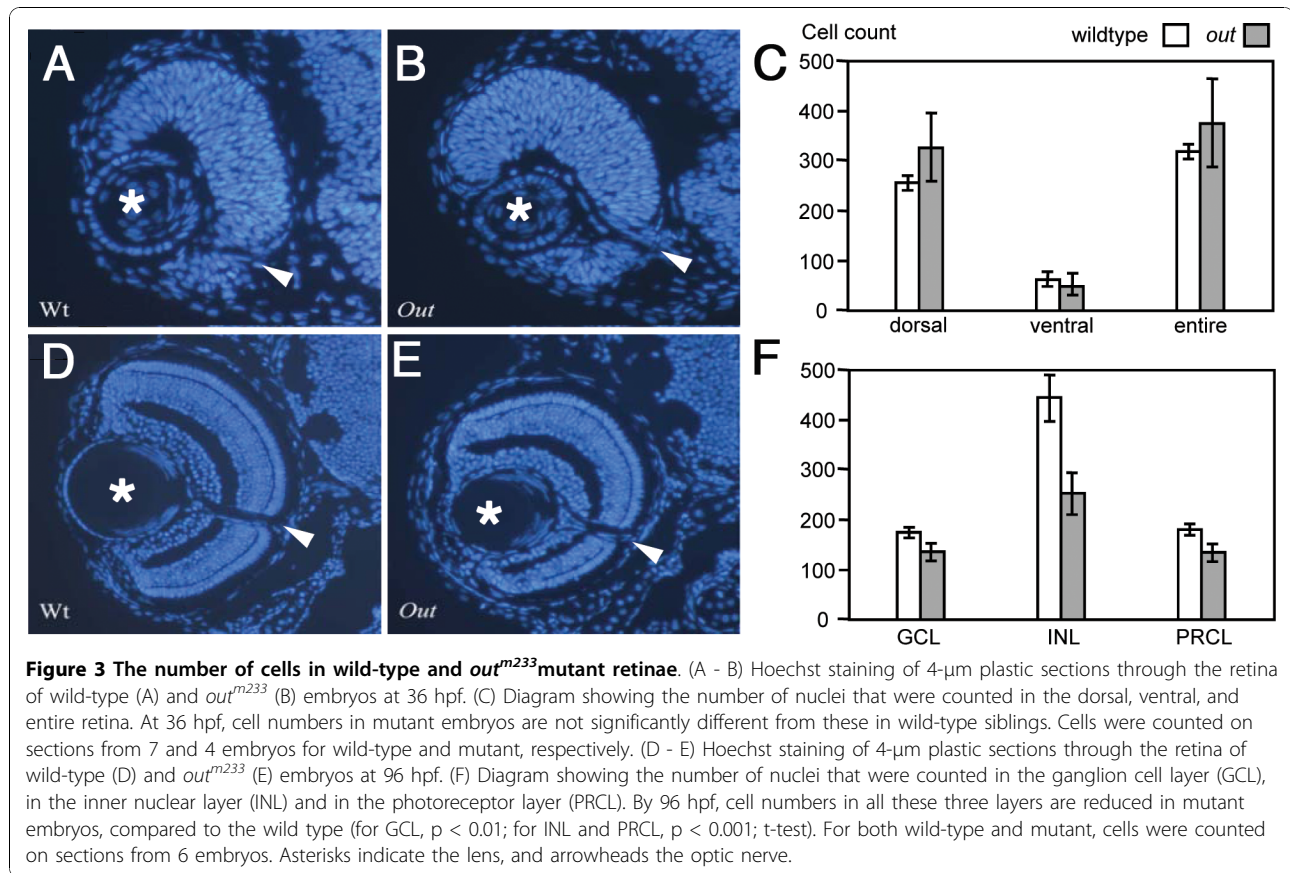 A
Wt
B
Out
C
Cell count
wildtype out
500
400
300
200
100
0
dorsal ventral entire
D
Wt
E
Out
F
500
400
300
200
100
0
GCL INL PRCL
Figure 3 The number of cells in wild-type and out^m233 mutant retinae. (A - B) Hoechst staining of 4-μm plastic sections through the retina
of wild-type (A) and out^m233 (B) embryos at 36 hpf. (C) Diagram showing the number of nuclei that were counted in the dorsal, ventral, and
entire retina. At 36 hpf, cell numbers in mutant embryos are not significantly different from these in wild-type siblings. Cells were counted on
sections from 7 and 4 embryos for wild-type and mutant, respectively. (D - E) Hoechst staining of 4-μm plastic sections through the retina of
wild-type (D) and out^m233 (E) embryos at 96 hpf. (F) Diagram showing the number of nuclei that were counted in the ganglion cell layer (GCL),
in the inner nuclear layer (INL) and in the photoreceptor layer (PRCL). By 96 hpf, cell numbers in all these three layers are reduced in mutant
embryos, compared to the wild type (for GCL, p < 0.01; for INL and PRCL, p < 0.001; t-test). For both wild-type and mutant, cells were counted
on sections from 6 embryos. Asterisks indicate the lens, and arrowheads the optic nerve.